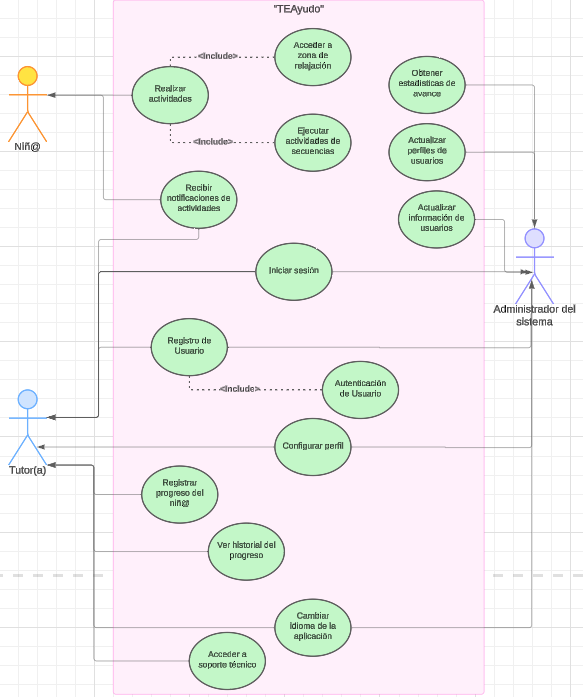 "TEAyudo"
Acceder a
zona de
relajación
<Include>
Realizar
actividades
Obtener
estadísticas de
avance
Niñ@
<Include>
Ejecutar
actividades de
secuencias
Actualizar
perfiles de
usuarios
Recibir
notificaciones de
actividades
Actualizar
información de
usuarios
Iniciar sesión
Administrador del
sistema
Registro de
Usuario
<Include>
Autenticación
de Usuario
Configurar perfil
Tutor(a)
Registrar
progreso del
niñ@
Ver historial del
progreso
Cambiar
idioma de la
aplicación
Acceder a
soporte técnico